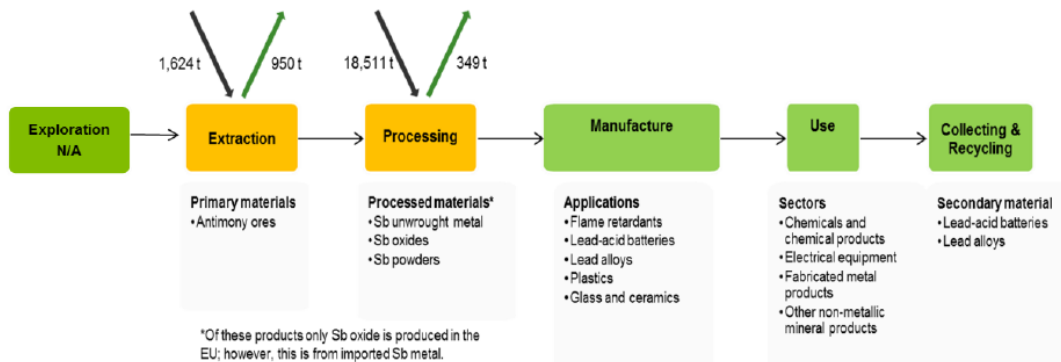 1,624 t
950 t
18,511 t
349 t
Exploration
N/A
Extraction
Processing
Manufacture
Use
Collecting &
Recycling
Primary materials
•Antimony ores
Processed materials*
•Sb unwrought metal
•Sb oxides
•Sb powders
Applications
•Flame retardants
•Lead-acid batteries
•Lead alloys
•Plastics
•Glass and ceramics
Sectors
•Chemicals and
chemical products
•Electrical equipment
•Fabricated metal
products
•Other non-metallic
mineral products
Secondary material
•Lead-acid batteries
•Lead alloys
*Of these products only Sb oxide is produced in the
EU; however, this is from imported Sb metal.